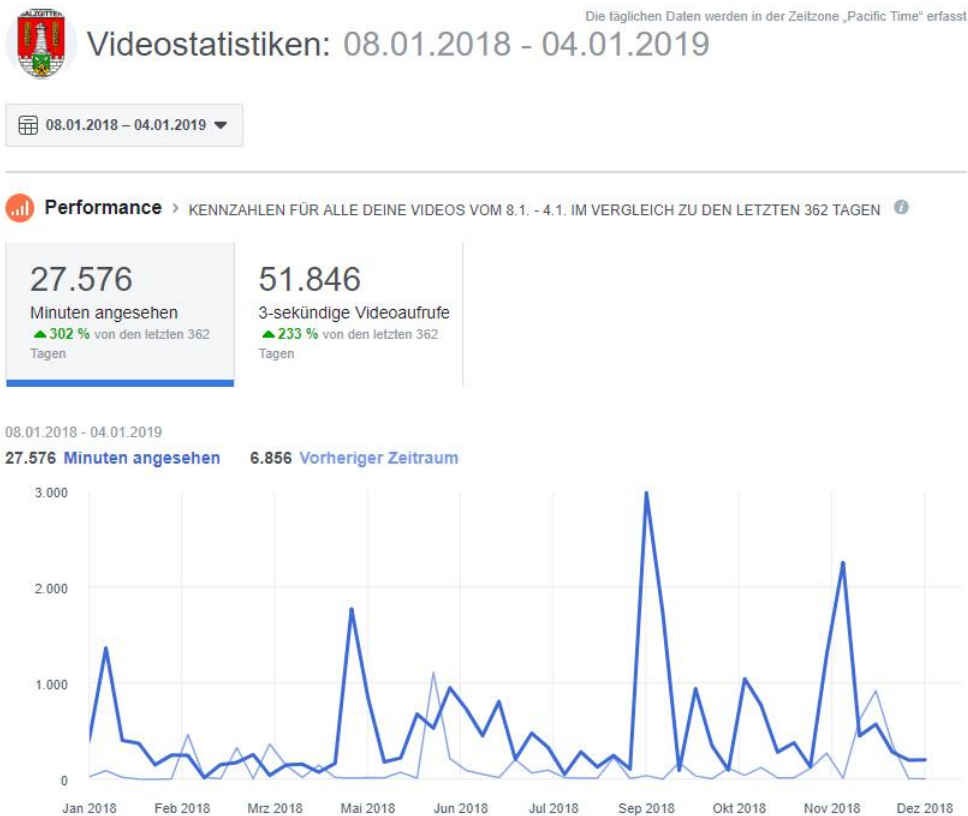 SALZGITTER
Die täglichen Daten werden in der Zeitzone „Pacific Time“ erfasst
Videostatistiken: 08.01.2018 - 04.01.2019
08.01.2018 – 04.01.2019
Performance › KENNZAHLEN FÜR ALLE DEINE VIDEOS VOM 8.1. - 4.1. IM VERGLEICH ZU DEN LETZTEN 362 TAGEN
27.576
Minuten angesehen
302 % von den letzten 362
Tagen
51.846
3-sekündige Videoaufrufe
233 % von den letzten 362
Tagen
08.01.2018 - 04.01.2019
27.576 Minuten angesehen 6.856 Vorheriger Zeitraum
3.000
2.000
1.000
0
Jan 2018 Feb 2018 Mrz 2018 Mai 2018 Jun 2018 Jul 2018 Sep 2018 Okt 2018 Nov 2018 Dez 2018